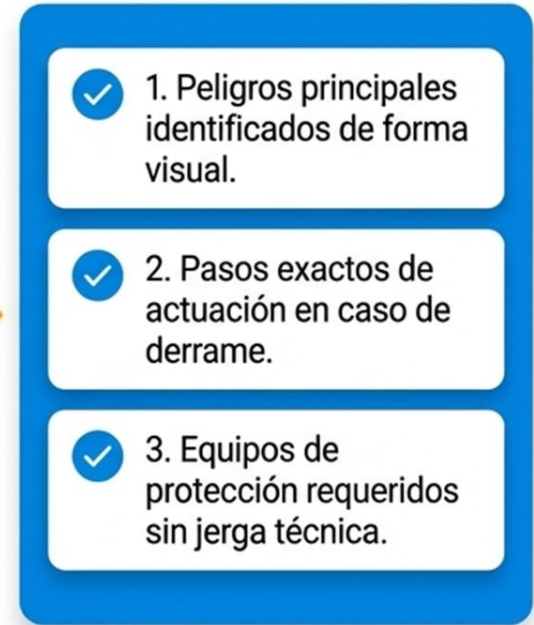 1. Peligros principales
identificados de forma
visual.
2. Pasos exactos de
actuación en caso de
derrame.
3. Equipos de
protección requeridos
sin jerga técnica.